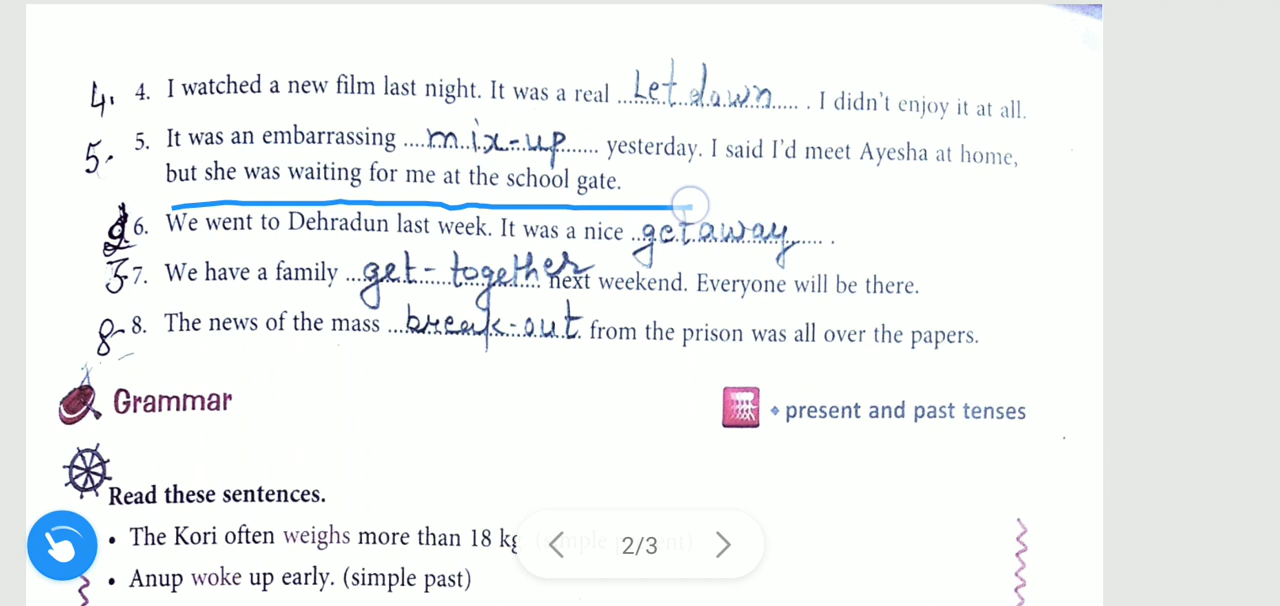 4. 4. I watched a new film last night. It was a real ...Let down.... . I didn't enjoy it at all.
5. 5. It was an embarrassing ....mix-up...... yesterday. I said I'd meet Ayesha at home,
but she was waiting for me at the school gate.
6. We went to Dehradun last week. It was a nice ..getaway...... .
7. We have a family ...get-together... next weekend. Everyone will be there.
8- 8. The news of the mass ...break-out. from the prison was all over the papers.
Grammar
present and past tenses
Read these sentences.
• The Kori often weighs more than 18 kg
2/3
• Anup woke up early. (simple past)